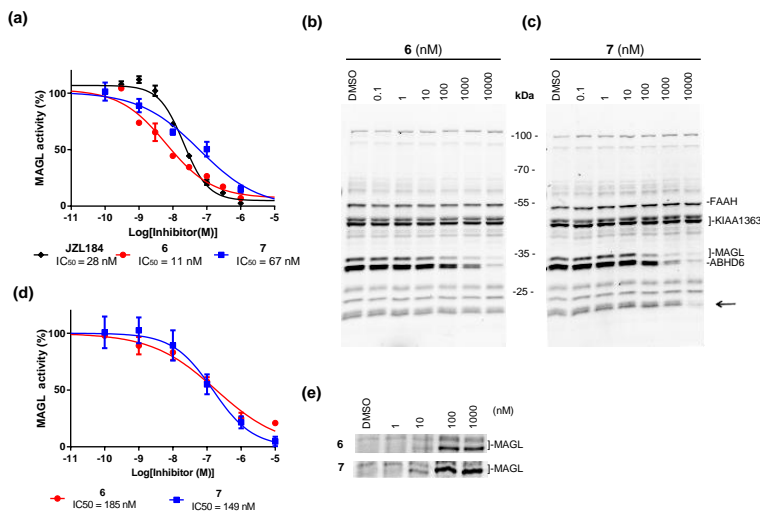 (a)
MAGL activity (%)
100
50
0
-11 -10 -9 -8 -7 -6 -5
Log[Inhibitor(M)]
JZL184 6 7
IC₅₀ = 28 nM IC₅₀ = 11 nM IC₅₀ = 67 nM
(b)
6 (nM)
DMSO 0.1 1 10 100 1000 10000
(c)
7 (nM)
DMSO 0.1 1 10 100 1000 10000
kDa
-100 -
-70 -
-55 -
-35 -
-25 -
-FAAH
]-KIAA1363
]-MAGL
-ABHD6
(d)
MAGL activity (%)
100
50
0
-11 -10 -9 -8 -7 -6 -5
Log[Inhibitor (M)]
6 7
IC50 = 185 nM IC50 = 149 nM
(e)
DMSO 1 10 100 1000 (nM)
6 ]-MAGL
7 ]-MAGL